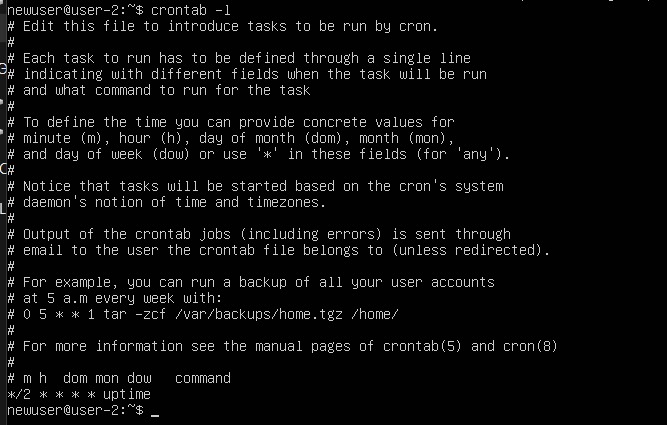 newuser@user-2:~$ crontab -l
# Edit this file to introduce tasks to be run by cron.
#
# Each task to run has to be defined through a single line
# indicating with different fields when the task will be run
# and what command to run for the task
#
# To define the time you can provide concrete values for
# minute (m), hour (h), day of month (dom), month (mon),
# and day of week (dow) or use '*' in these fields (for 'any').
#
# Notice that tasks will be started based on the cron's system
# daemon's notion of time and timezones.
#
# Output of the crontab jobs (including errors) is sent through
# email to the user the crontab file belongs to (unless redirected).
#
# For example, you can run a backup of all your user accounts
# at 5 a.m every week with:
# 0 5 * * 1 tar -zcf /var/backups/home.tgz /home/
#
# For more information see the manual pages of crontab(5) and cron(8)
#
# m h  dom mon dow   command
*/2 * * * * uptime
newuser@user-2:~$ _